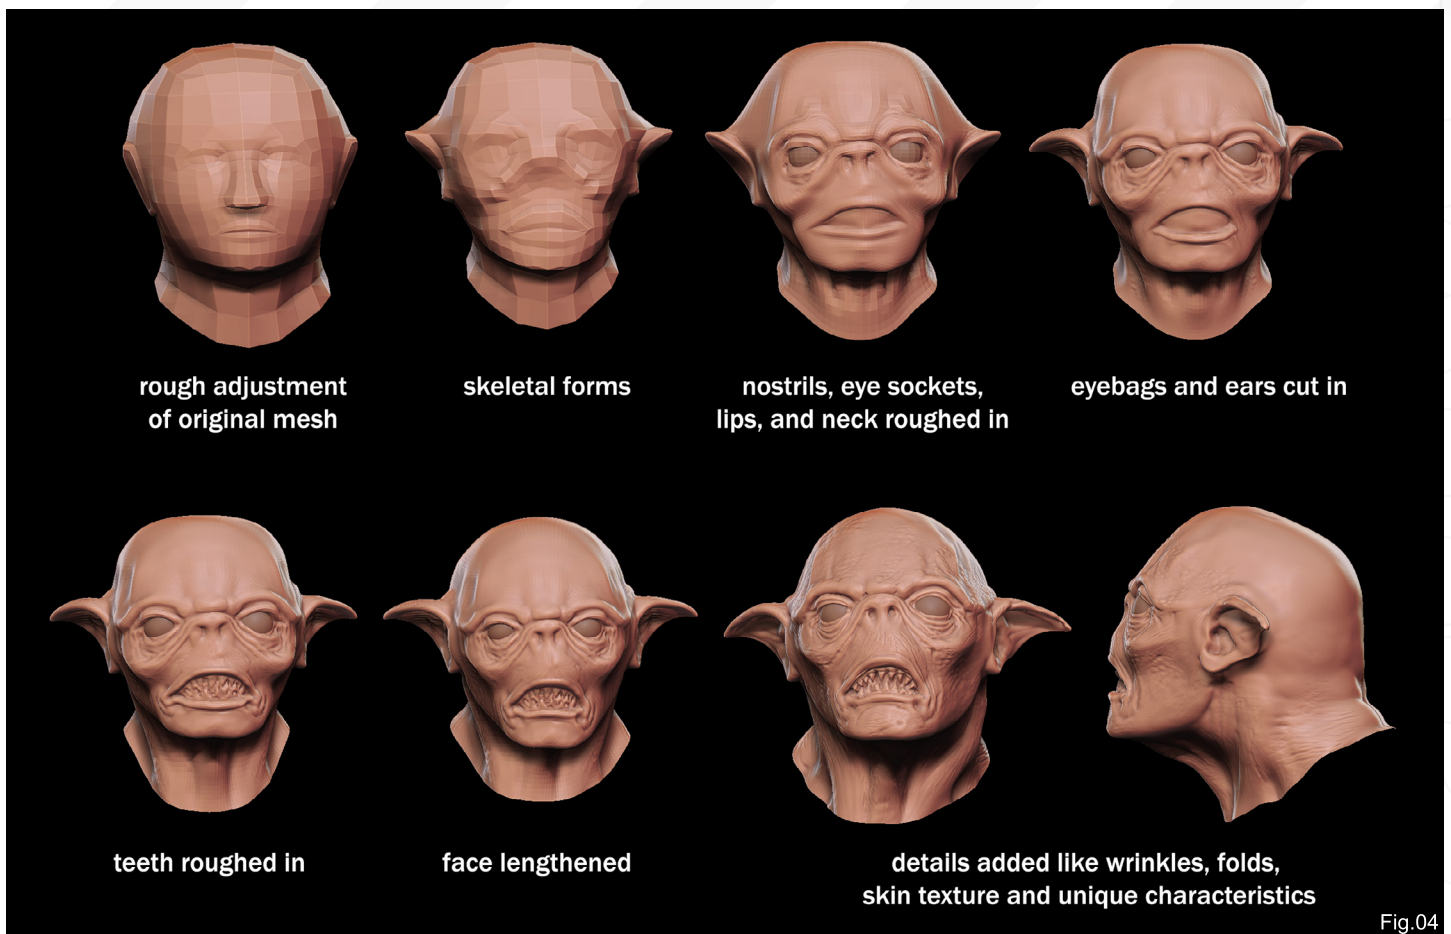 rough adjustment
of original mesh
skeletal forms
nostrils, eye sockets,
lips, and neck roughed in
eyebags and ears cut in
teeth roughed in
face lengthened
details added like wrinkles, folds,
skin texture and unique characteristics
Fig.04